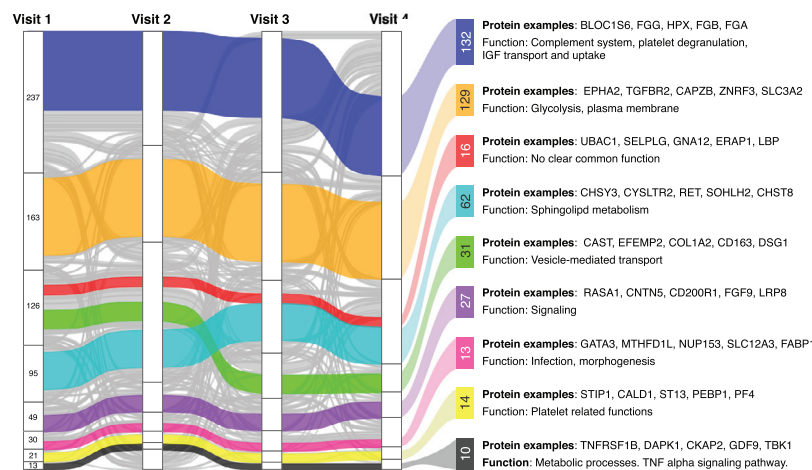 Visit 1 Visit 2 Visit 3 Visit
237
163
126
95
49
30
21
13
132
Protein examples: BLOC1S6, FGG, HPX, FGB, FGA
Function: Complement system, platelet degranulation,
IGF transport and uptake
129
Protein examples: EPHA2, TGFBR2, CAPZB, ZNRF3, SLC3A2
Function: Glycolysis, plasma membrane
16
Protein examples: UBAC1, SELPLG, GNA12, ERAP1, LBP
Function: No clear common function
62
Protein examples: CHSY3, CYSLTR2, RET, SOHLH2, CHST8
Function: Sphingolipd metabolism
31
Protein examples: CAST, EFEMP2, COL1A2, CD163, DSG1
Function: Vesicle-mediated transport
27
Protein examples: RASA1, CNTN5, CD200R1, FGF9, LRP8
Function: Signaling
13
Protein examples: GATA3, MTHFD1L, NUP153, SLC12A3, FABP1
Function: Infection, morphogenesis
14
Protein examples: STIP1, CALD1, ST13, PEBP1, PF4
Function: Platelet related functions
10
Protein examples: TNFRSF1B, DAPK1, CKAP2, GDF9, TBK1
Function: Metabolic processes. TNF alpha signaling pathway.